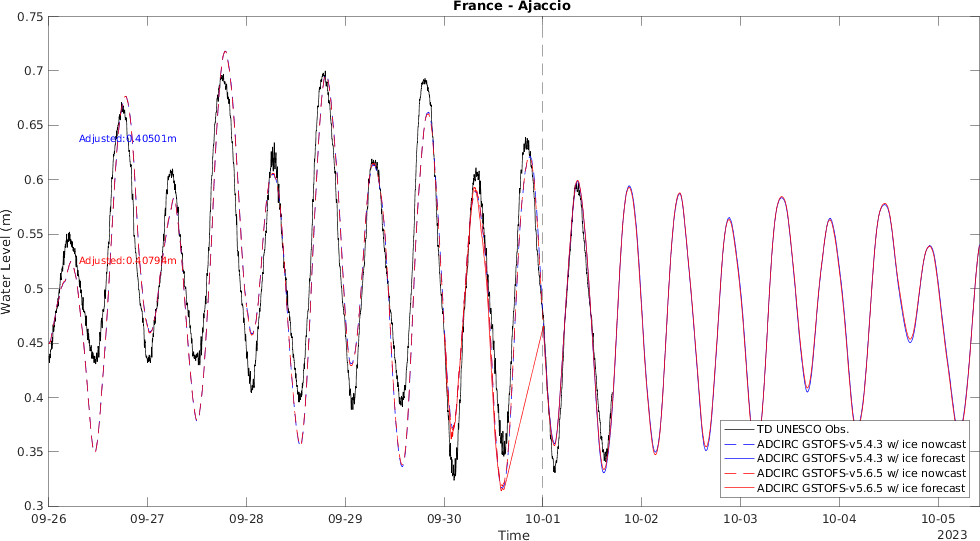 France - Ajaccio
Water Level (m)
0.75
0.7
0.65
0.6
0.55
0.5
0.45
0.4
0.35
0.3
Adjusted:0.40501m
Adjusted:0.40794m
TD UNESCO Obs.
ADCIRC GSTOFS-v5.4.3 w/ ice nowcast
ADCIRC GSTOFS-v5.4.3 w/ ice forecast
ADCIRC GSTOFS-v5.6.5 w/ ice nowcast
ADCIRC GSTOFS-v5.6.5 w/ ice forecast
09-26 09-27 09-28 09-29 09-30 10-01 10-02 10-03 10-04 10-05
2023
Time